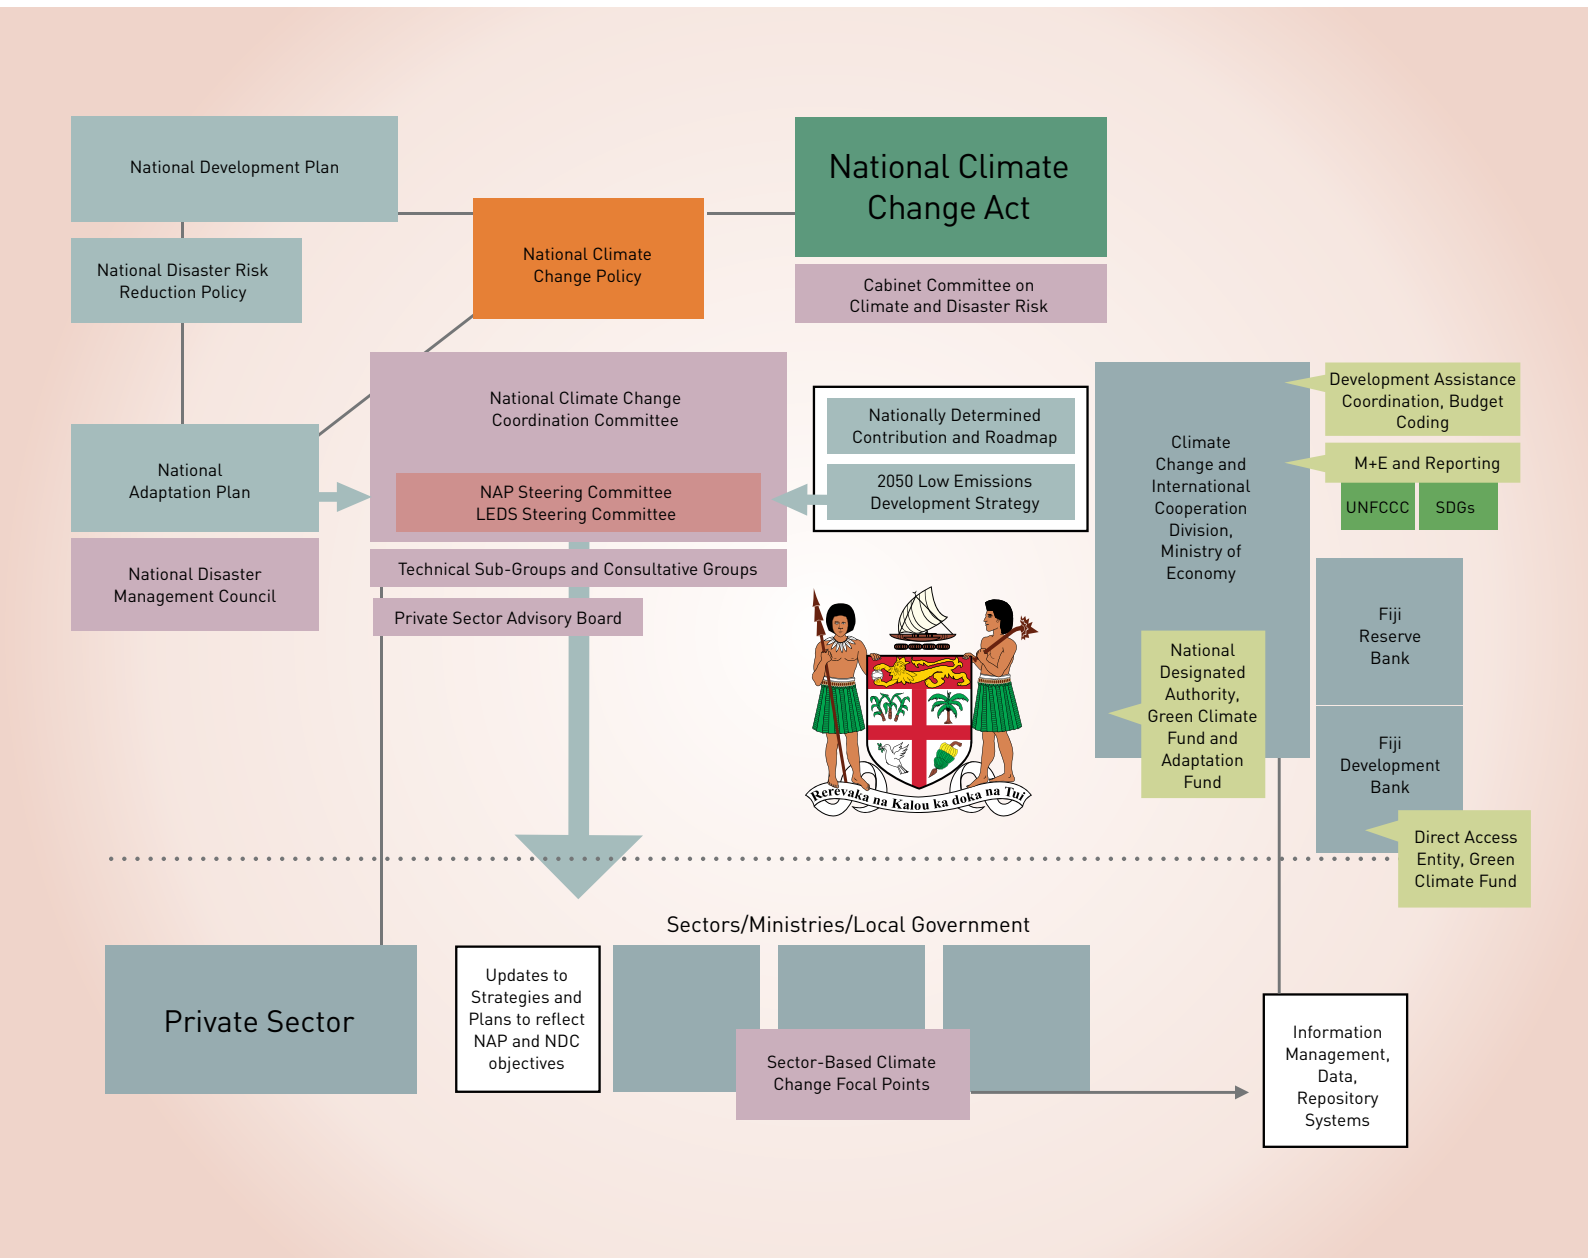 National Development Plan
National Climate
Change Act
National Disaster Risk
Reduction Policy
National Climate
Change Policy
Cabinet Committee on
Climate and Disaster Risk
National Climate Change
Coordination Committee
NAP Steering Committee
LEDS Steering Committee
National
Adaptation Plan
National Disaster
Management Council
Technical Sub-Groups and Consultative Groups
Private Sector Advisory Board
Nationally Determined
Contribution and Roadmap
2050 Low Emissions
Development Strategy
Climate
Change and
International
Cooperation
Division,
Ministry of
Economy
Development Assistance
Coordination, Budget
Coding
M+E and Reporting
UNFCCC
SDGs
National
Designated
Authority,
Green Climate
Fund and
Adaptation
Fund
Fiji
Reserve
Bank
Fiji
Development
Bank
Direct Access
Entity, Green
Climate Fund
Rerevaka na Kalou ka doka na Tui
Sectors/Ministries/Local Government
Private Sector
Updates to
Strategies and
Plans to reflect
NAP and NDC
objectives
Sector-Based Climate
Change Focal Points
Information
Management,
Data,
Repository
Systems